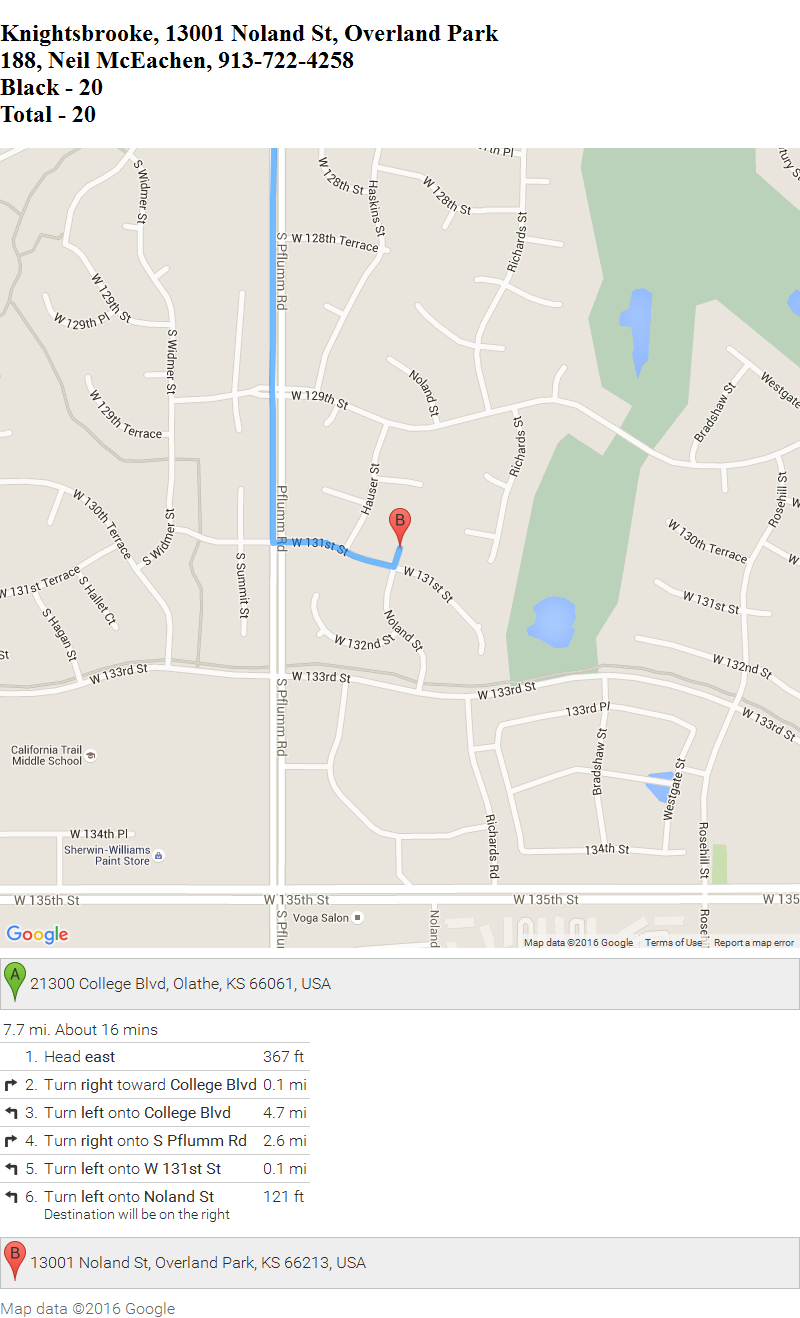 Knightsbrooke, 13001 Noland St, Overland Park
188, Neil McEachen, 913-722-4258
Black - 20
Total - 20
S Widmer St
W 128th St
Haskins St
W 128th St
Richards St
S Pflumm Rd
W 128th Terrace
W 129th St
W 129th Pl
S Widmer St
W 129th Terrace
W 129th St
Noland St
Richards St
Bradshaw St
Westgate
Rosehill St
Hauser St
Pflumm Rd
B
W 131st St
W 131st St
W 130th Terrace
S Widmer St
S Summit St
W 131st Terrace
S Hallet Ct
S Hagan St
St
W 130th Terrace
W 131st St
W 132nd St
Noland St
W 132nd St
W 133rd St
W 133rd St
W 133rd St
W 133rd St
S Pflumm Rd
133rd Pl
Bradshaw St
Westgate St
California Trail
Middle School
W 134th Pl
Sherwin-Williams
Paint Store
Richards Rd
134th St
Rosehill St
W 135th St
W 135th St
W 135th St
W 135
S Pflu
Voga Salon
Noland
Rose
Google
Map data ©2016 Google Terms of Use Report a map error
A
21300 College Blvd, Olathe, KS 66061, USA
7.7 mi. About 16 mins
1. Head east 367 ft
2. Turn right toward College Blvd 0.1 mi
3. Turn left onto College Blvd 4.7 mi
4. Turn right onto S Pflumm Rd 2.6 mi
5. Turn left onto W 131st St 0.1 mi
6. Turn left onto Noland St 121 ft
Destination will be on the right
B
13001 Noland St, Overland Park, KS 66213, USA
Map data ©2016 Google